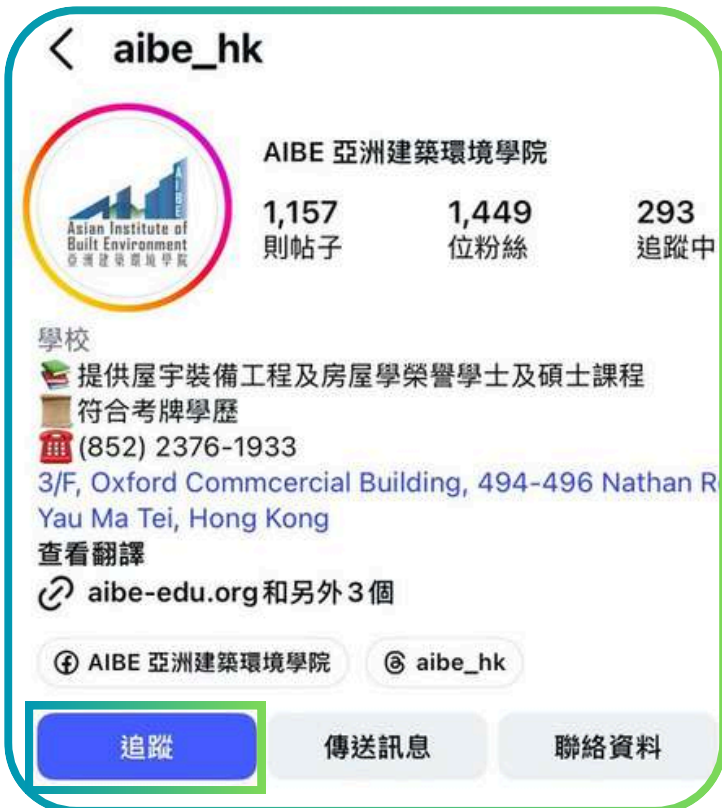 aibe_hk
AIBE 亞洲建築環境學院
AIBE
Asian Institute of
Built Environment
亞洲建築環境學院
1,157
則帖子
1,449
位粉絲
293
追蹤中
學校
提供屋宇裝備工程及房屋學榮譽學士及碩士課程
符合考牌學歷
(852) 2376-1933
3/F, Oxford Commcercial Building, 494-496 Nathan R
Yau Ma Tei, Hong Kong
查看翻譯
aibe-edu.org和另外3個
AIBE 亞洲建築環境學院
aibe_hk
追蹤
傳送訊息
聯絡資料